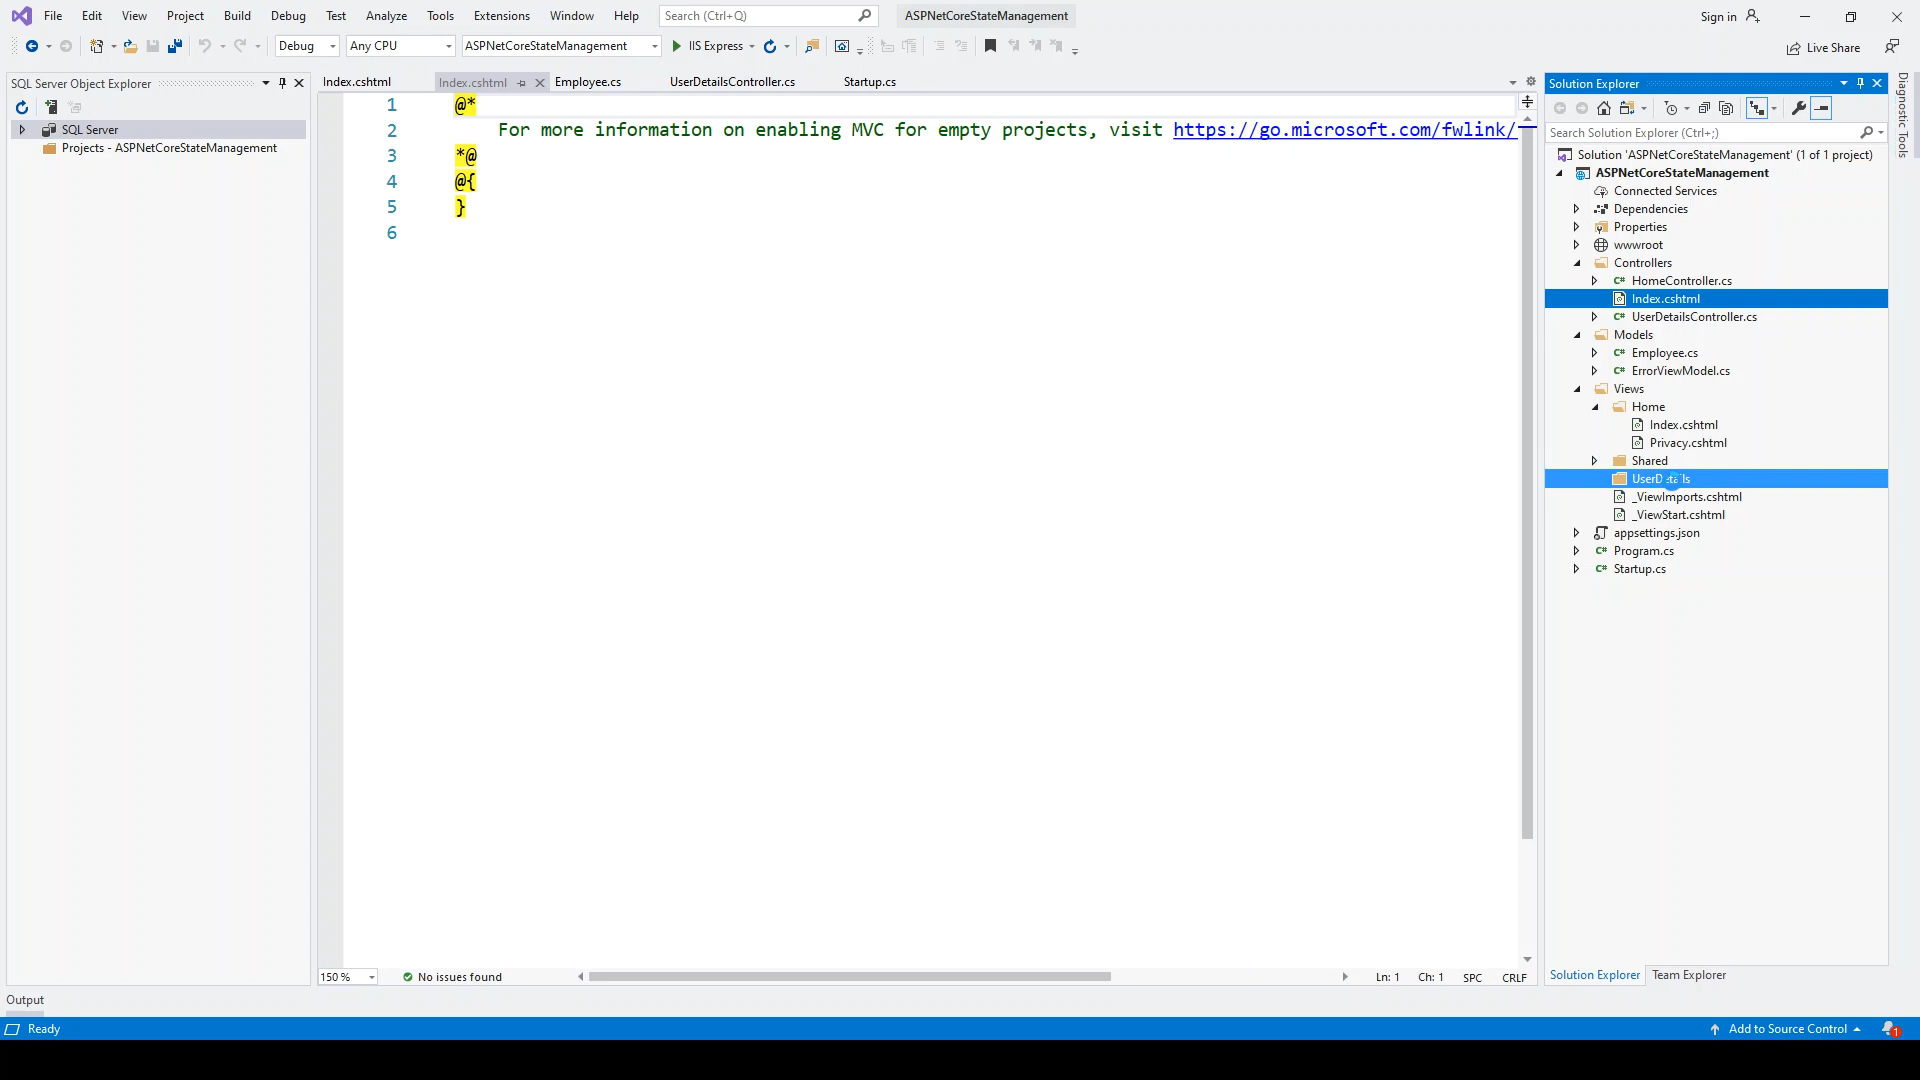 File Edit View Project Build Debug Test Analyze Tools Extensions Window Help Search (Ctrl+Q) ASPNetCoreStateManagement Sign in
Debug Any CPU ASPNetCoreStateManagement IIS Express Live Share
SQL Server Object Explorer
SQL Server
Projects - ASPNetCoreStateManagement
Index.cshtml Index.cshtml Employee.cs UserDetailsController.cs Startup.cs
1 @*
2 For more information on enabling MVC for empty projects, visit https://go.microsoft.com/fwlink/
3 *@
4 @{
5 }
6
150 % No issues found Ln: 1 Ch: 1 SPC CRLF
Solution Explorer
Search Solution Explorer (Ctrl+;)
Solution 'ASPNetCoreStateManagement' (1 of 1 project)
ASPNetCoreStateManagement
Connected Services
Dependencies
Properties
wwwroot
Controllers
HomeController.cs
Index.cshtml
UserDetailsController.cs
Models
Employee.cs
ErrorViewModel.cs
Views
Home
Index.cshtml
Privacy.cshtml
Shared
UserDetails
_ViewImports.cshtml
_ViewStart.cshtml
appsettings.json
Program.cs
Startup.cs
Solution Explorer Team Explorer
Diagnostic Tools
Output
Ready Add to Source Control 1